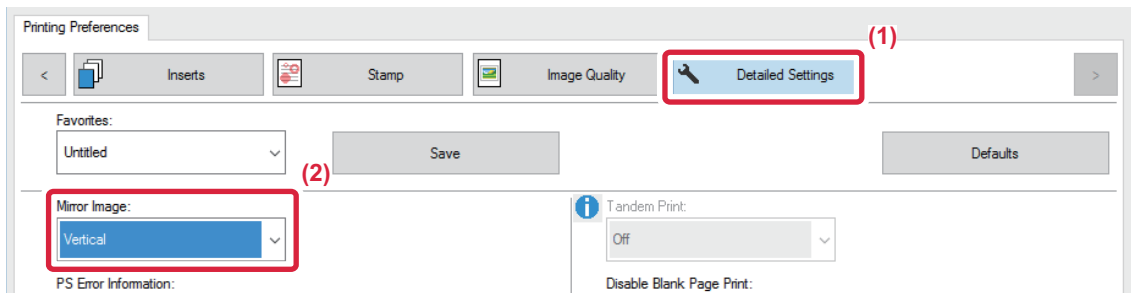 Printing Preferences
(1)
< Inserts Stamp Image Quality Detailed Settings >
Favorites:
Untitled Save Defaults
(2)
Mirror Image: Tandem Print:
Vertical Off
PS Error Information: Disable Blank Page Print: